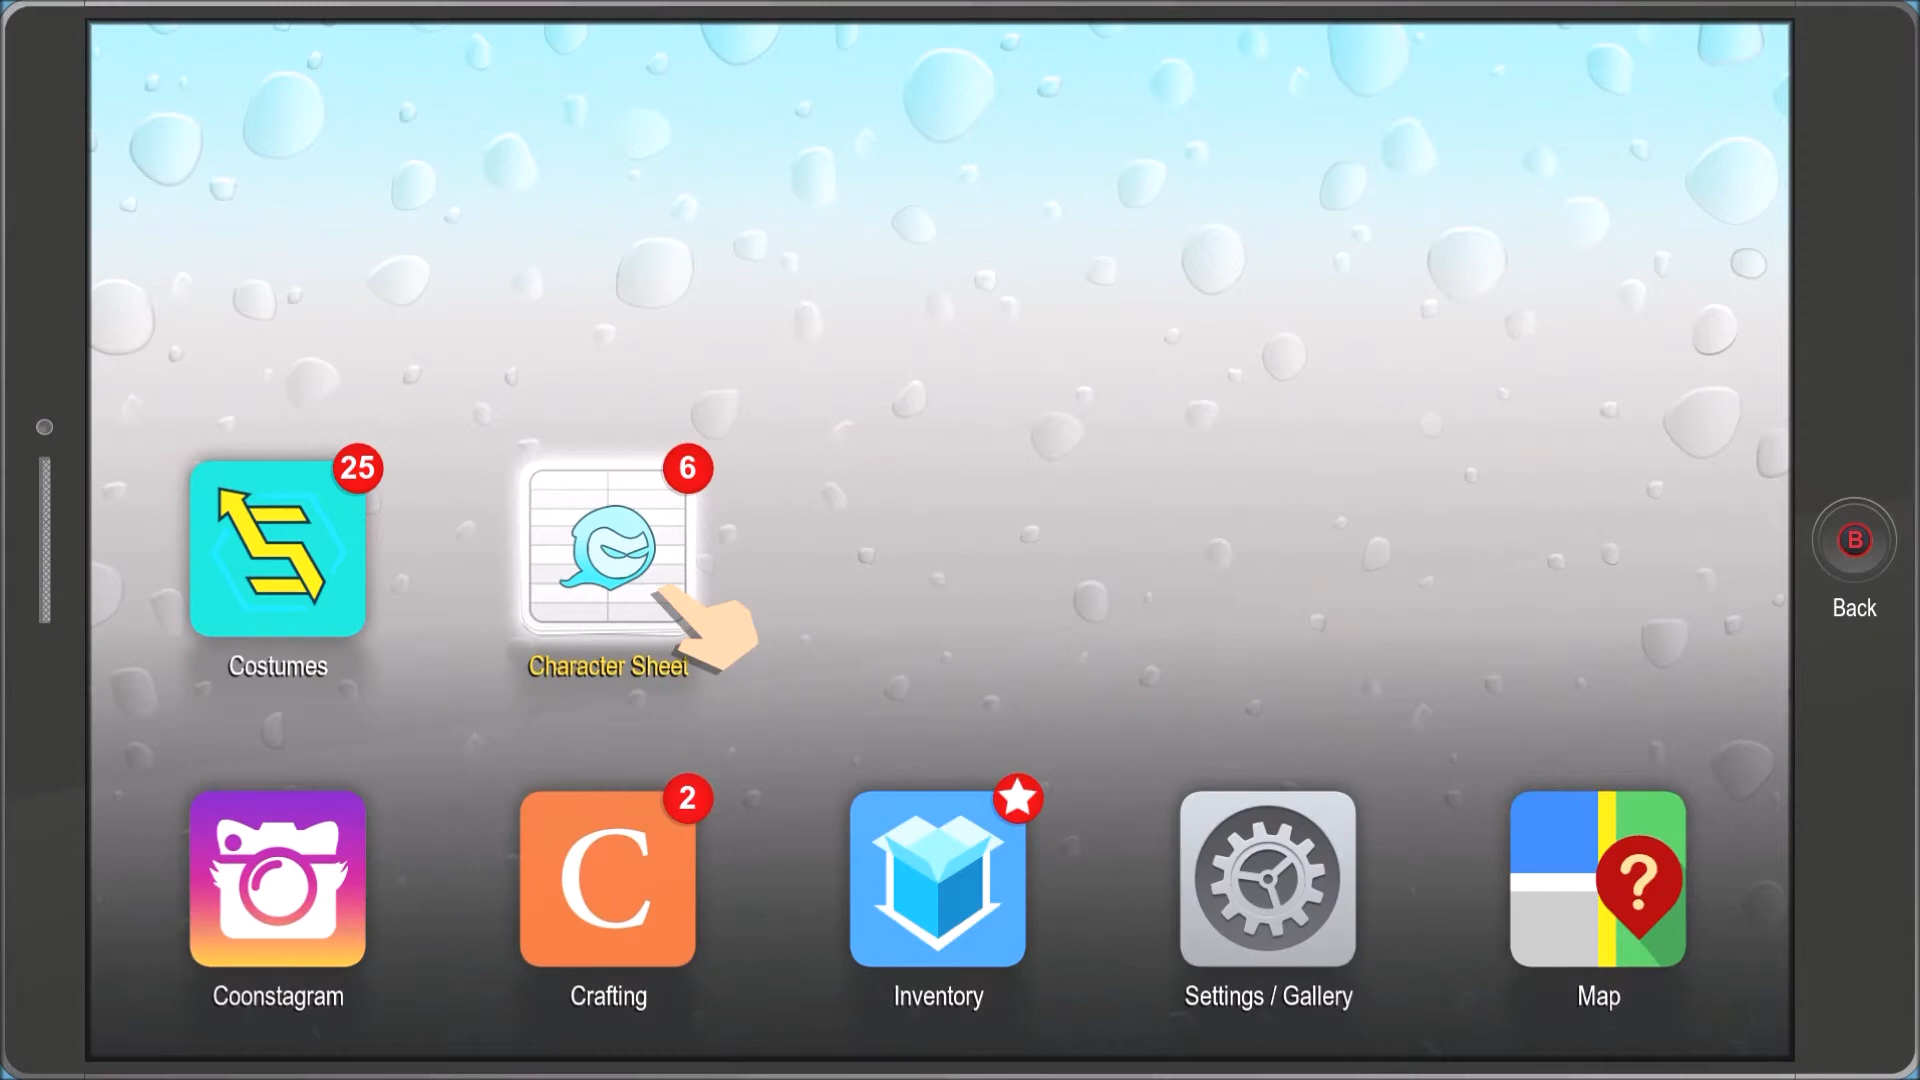 25
6
Costumes
Character Sheet
B
Back
2
C
?
Coonstagram
Crafting
Inventory
Settings / Gallery
Map